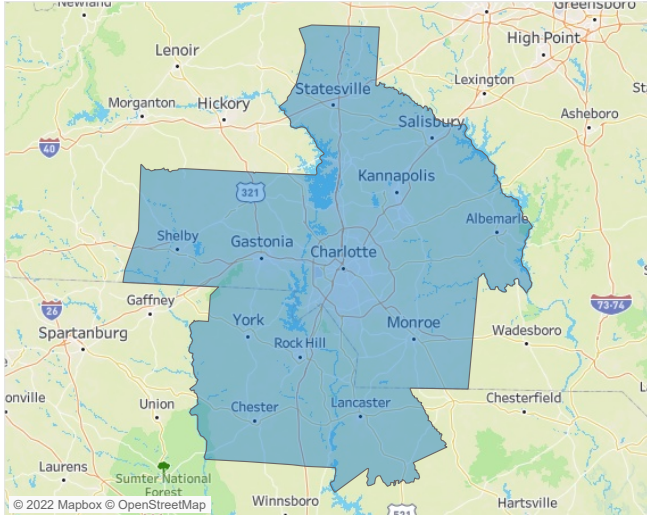 Newland
Greensboro
High Point
Lenoir
Statesville
Lexington
Morganton
Hickory
Asheboro
Salisbury
40
Kannapolis
321
Albemarle
Shelby
Gastonia
Charlotte
Gaffney
26
73-74
York
Monroe
Spartanburg
Wadesboro
Rock Hill
Chester
Lancaster
Chesterfield
Union
Laurens
Sumter National
Forest
Winnsboro
Hartsville
© 2022 Mapbox © OpenStreetMap
521